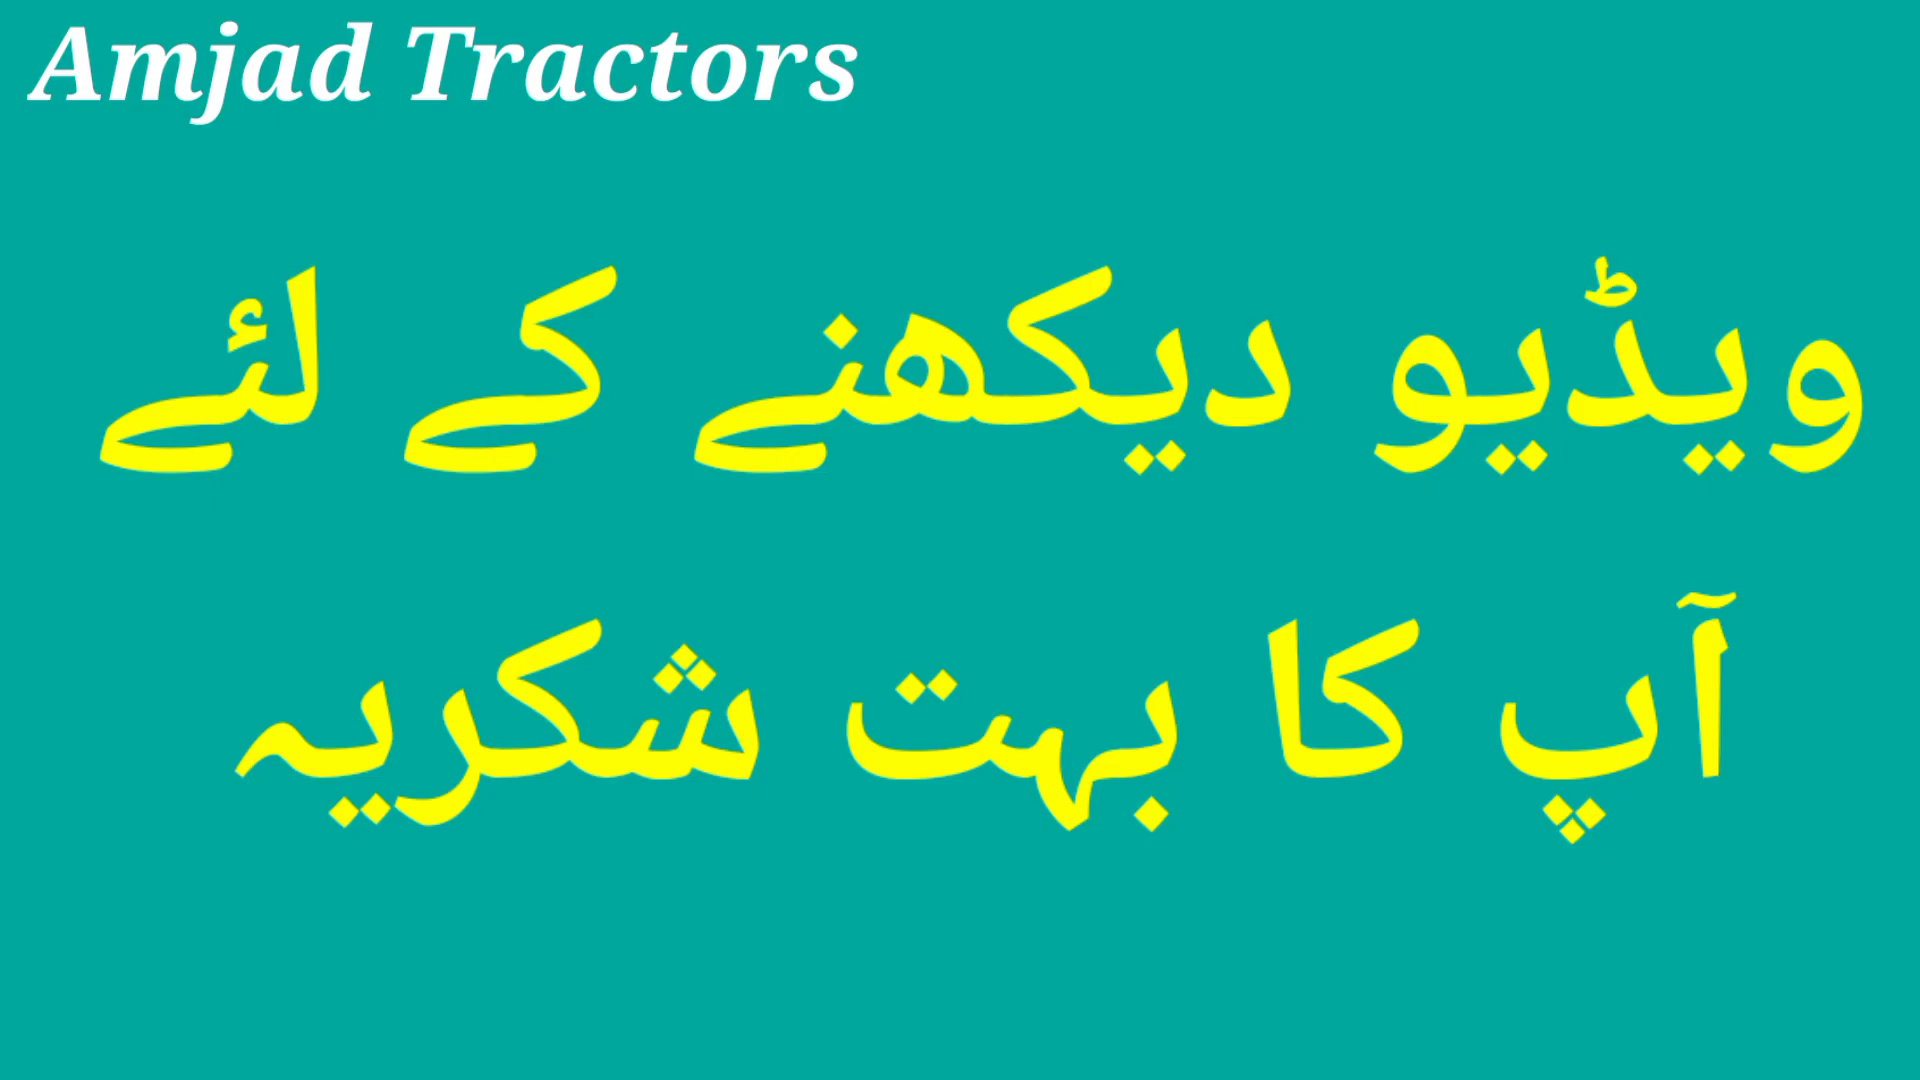 Amjad Tractors
ویڈیو دیکھنے کے لئے
آپ کا بہت شکریہ